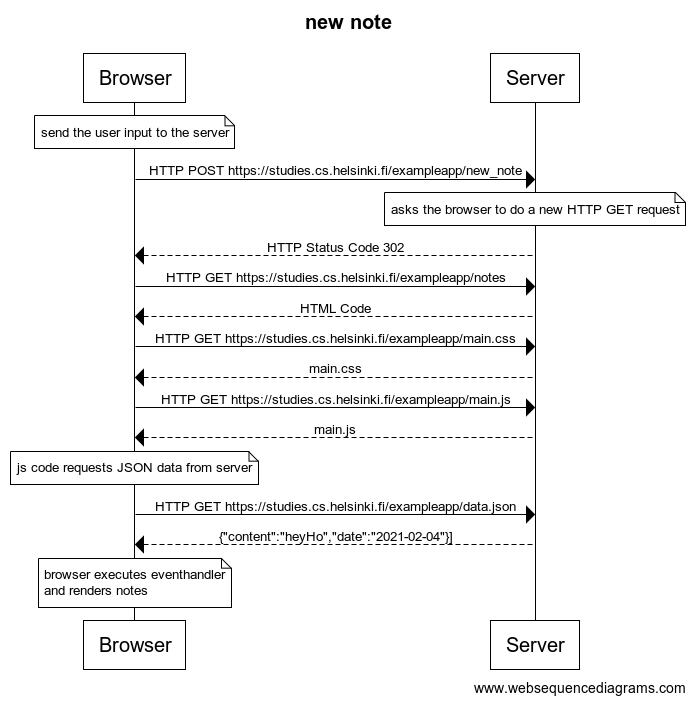 new note
Browser
Server
send the user input to the server
HTTP POST https://studies.cs.helsinki.fi/exampleapp/new_note
asks the browser to do a new HTTP GET request
HTTP Status Code 302
HTTP GET https://studies.cs.helsinki.fi/exampleapp/notes
HTML Code
HTTP GET https://studies.cs.helsinki.fi/exampleapp/main.css
main.css
HTTP GET https://studies.cs.helsinki.fi/exampleapp/main.js
main.js
js code requests JSON data from server
HTTP GET https://studies.cs.helsinki.fi/exampleapp/data.json
{"content":"heyHo","date":"2021-02-04"}]
browser executes eventhandler
and renders notes
Browser
Server
www.websequencediagrams.com